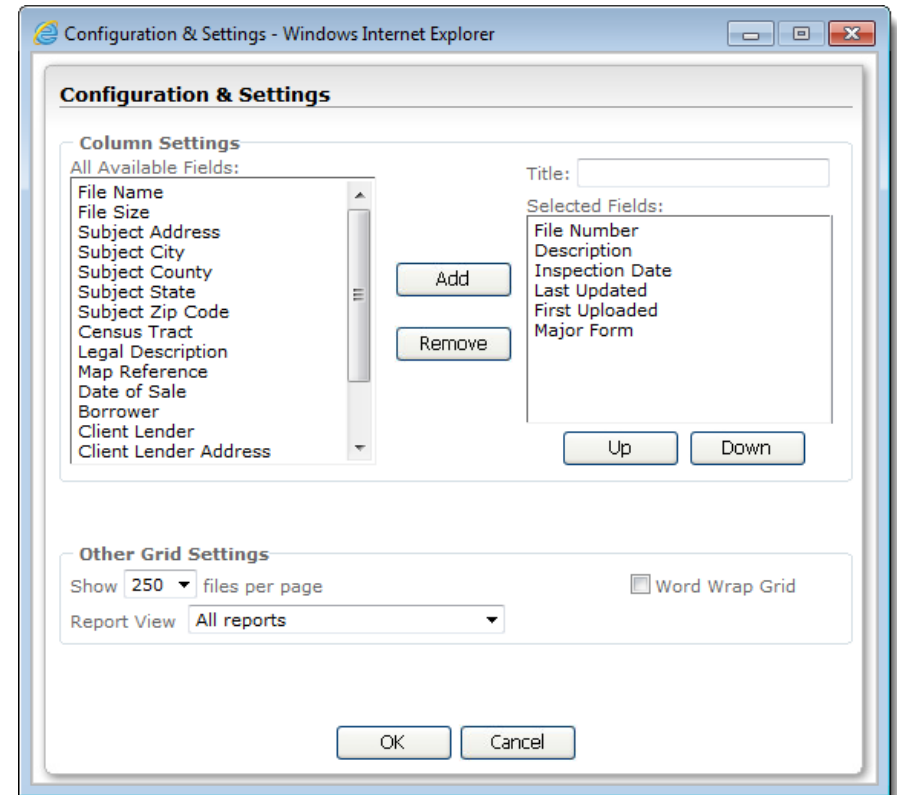 Configuration & Settings - Windows Internet Explorer
Configuration & Settings
Column Settings
All Available Fields:
File Name
File Size
Subject Address
Subject City
Subject County
Subject State
Subject Zip Code
Census Tract
Legal Description
Map Reference
Date of Sale
Borrower
Client Lender
Client Lender Address
Add
Remove
Title:
Selected Fields:
File Number
Description
Inspection Date
Last Updated
First Uploaded
Major Form
Up Down
Other Grid Settings
Show 250 files per page
Word Wrap Grid
Report View All reports
OK Cancel